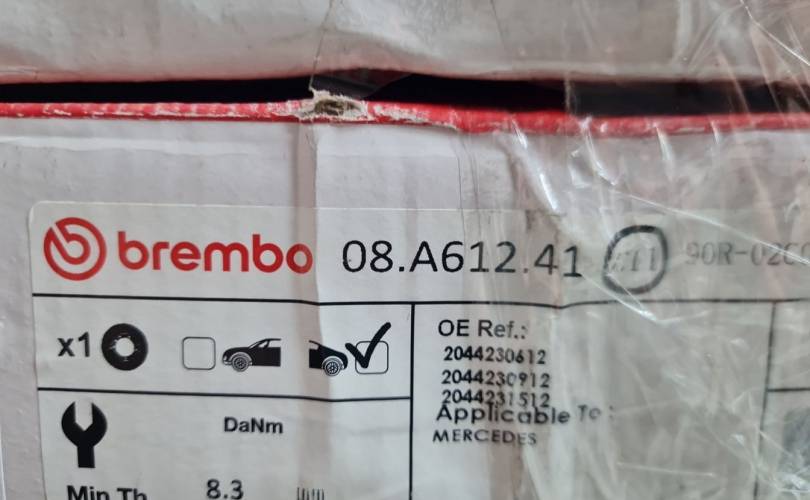 brembo 08.A612.41 E11 90R-02C
x1
OE Ref.:
2044230612
2044230912
2044231512
Applicable To :
MERCEDES
DaNm
Min Th 8.3